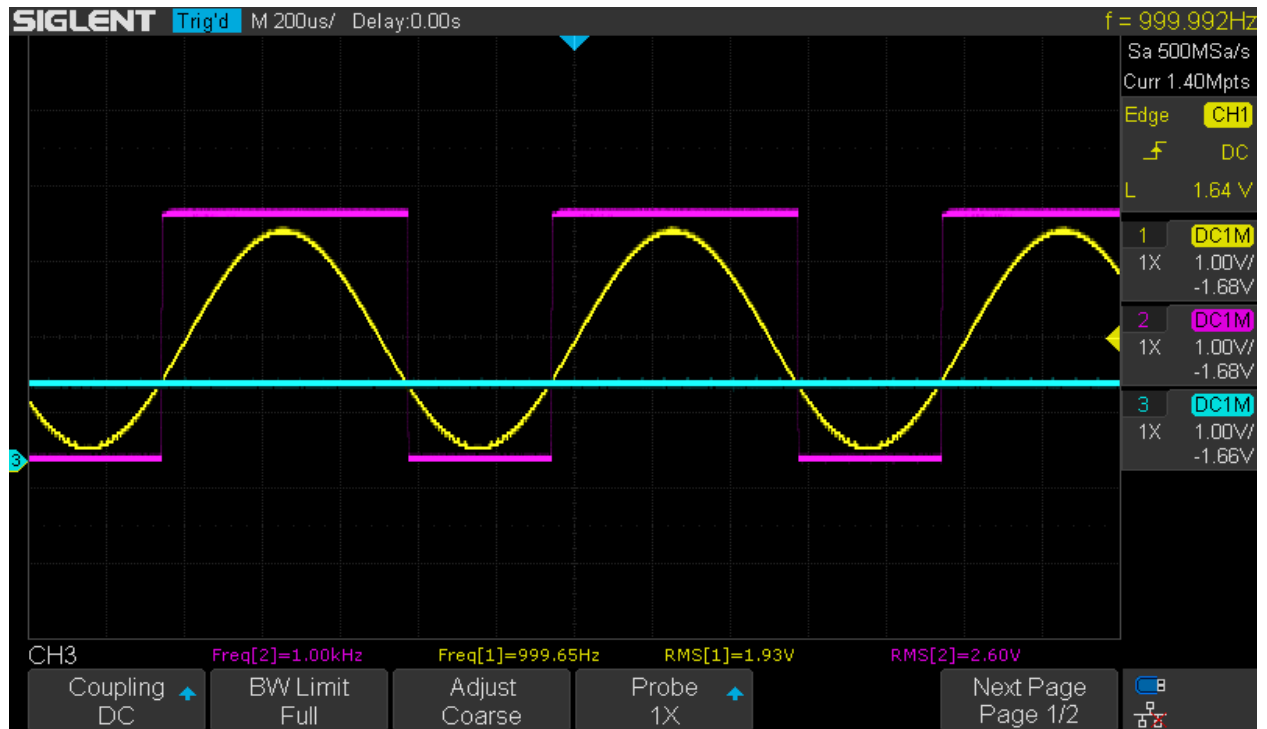 SIGLENT Trig'd M 200us/ Delay:0.00s f = 999.992Hz
Sa 500MSa/s
Curr 1.40Mpts
Edge CH1
DC
L 1.64 V
1 DC1M
1X 1.00V/
-1.68V
2 DC1M
1X 1.00V/
-1.68V
3 DC1M
1X 1.00V/
-1.66V
3
CH3 Freq[2]=1.00kHz Freq[1]=999.65Hz RMS[1]=1.93V RMS[2]=2.60V
Coupling BW Limit Adjust Probe Next Page
DC Full Coarse 1X Page 1/2